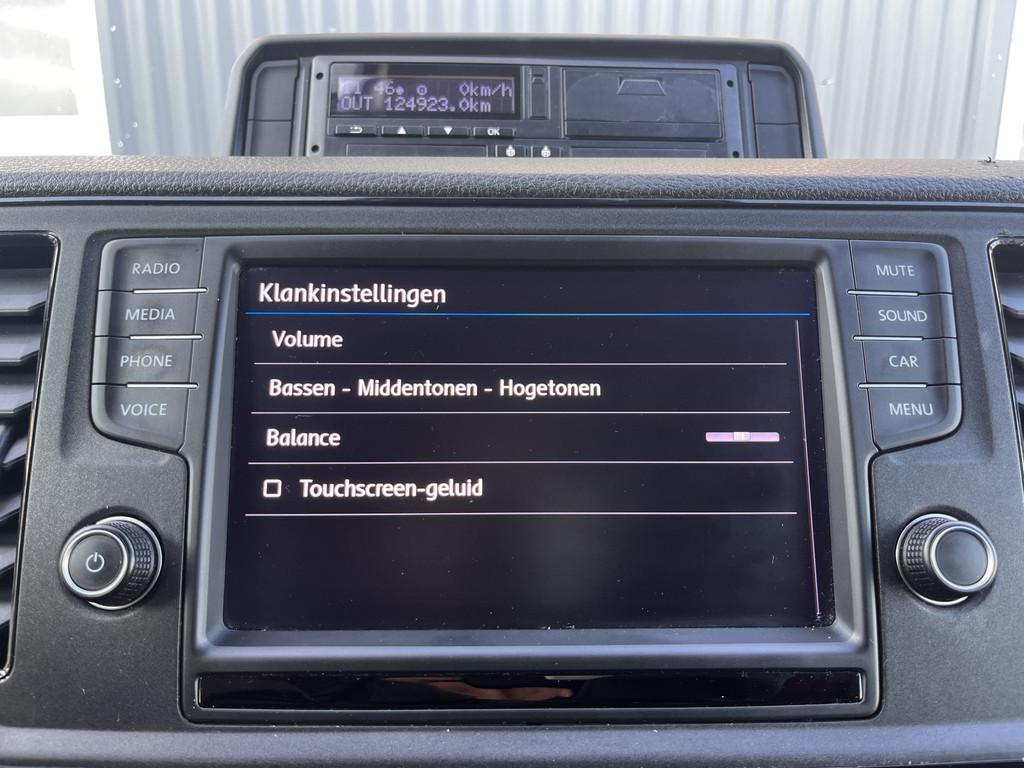 46 0km/h
OUT 124923.0km
OK
RADIO
MEDIA
PHONE
VOICE
Klankinstellingen
Volume
Bassen - Middentonen - Hogetonen
Balance
Touchscreen-geluid
MUTE
SOUND
CAR
MENU